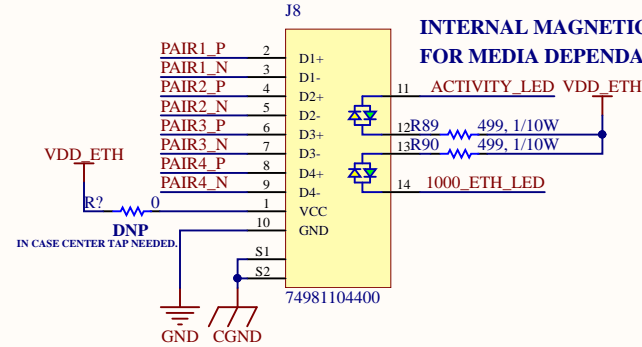 J8
INTERNAL MAGNETIC
FOR MEDIA DEPENDA
PAIR1_P 2 D1+
PAIR1_N 3 D1-
PAIR2_P 4 D2+
PAIR2_N 5 D2-
PAIR3_P 6 D3+
PAIR3_N 7 D3-
PAIR4_P 8 D4+
PAIR4_N 9 D4-
1 VCC
10 GND
S1
S2
11 ACTIVITY_LED VDD_ETH
12 R89 499, 1/10W
13 R90 499, 1/10W
14 1000_ETH_LED
VDD_ETH
R? 0
DNP
IN CASE CENTER TAP NEEDED.
74981104400
GND CGND